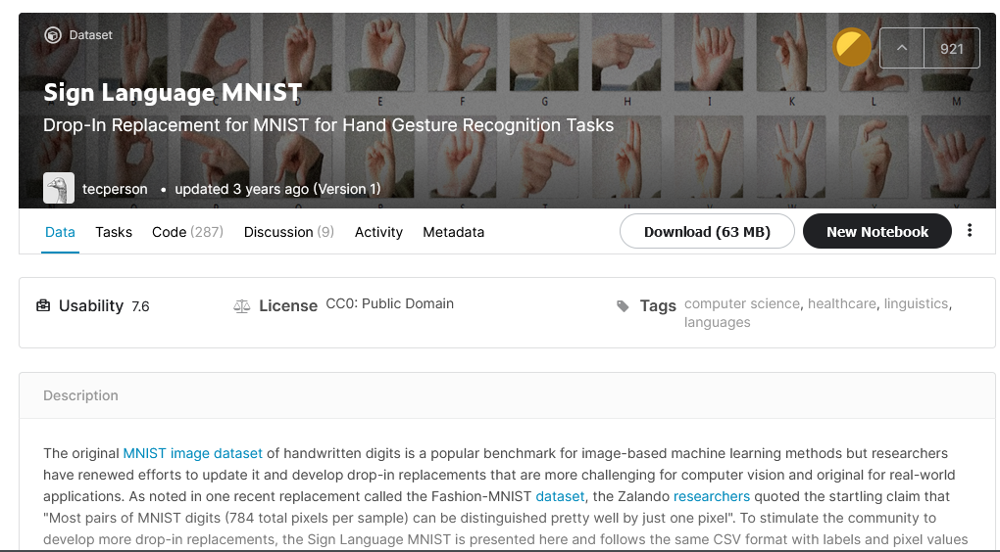 Dataset
921
Sign Language MNIST
E F G H I K L M
Drop-In Replacement for MNIST for Hand Gesture Recognition Tasks
tecperson • updated 3 years ago (Version 1)
Data Tasks Code (287) Discussion (9) Activity Metadata Download (63 MB) New Notebook
Usability 7.6 License CC0: Public Domain Tags computer science, healthcare, linguistics,
languages
Description
The original MNIST image dataset of handwritten digits is a popular benchmark for image-based machine learning methods but researchers
have renewed efforts to update it and develop drop-in replacements that are more challenging for computer vision and original for real-world
applications. As noted in one recent replacement called the Fashion-MNIST dataset, the Zalando researchers quoted the startling claim that
"Most pairs of MNIST digits (784 total pixels per sample) can be distinguished pretty well by just one pixel". To stimulate the community to
develop more drop-in replacements, the Sign Language MNIST is presented here and follows the same CSV format with labels and pixel values